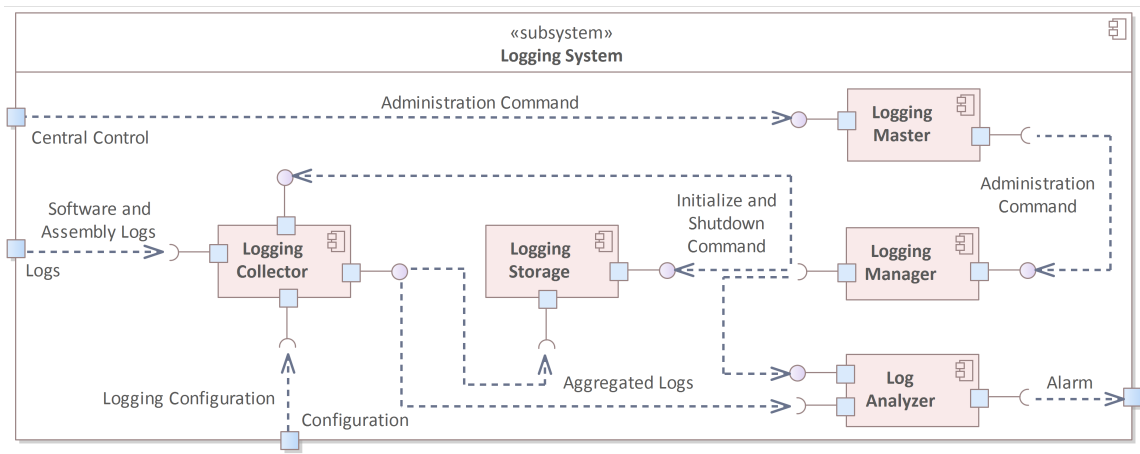 «subsystem»
Logging System
Administration Command
Logging
Master
Central Control
Administration
Command
Software and
Assembly Logs
Initialize and
Shutdown
Command
Logs
Logging
Collector
Logging
Storage
Logging
Manager
Logging Configuration
Configuration
Aggregated Logs
Log
Analyzer
Alarm